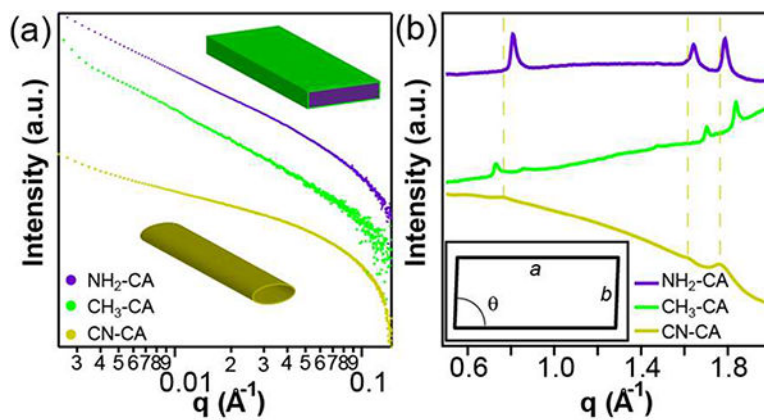 (a)
Intensity (a.u.)
NH₂-CA
CH₃-CA
CN-CA
3 4 5 6 7 8 9 2 3 4 5 6 7 8 9
0.01 0.1
q (Å⁻¹)
(b)
Intensity (a.u.)
a
b
θ
NH₂-CA
CH₃-CA
CN-CA
0.6 1.0 1.4 1.8
q (Å⁻¹)